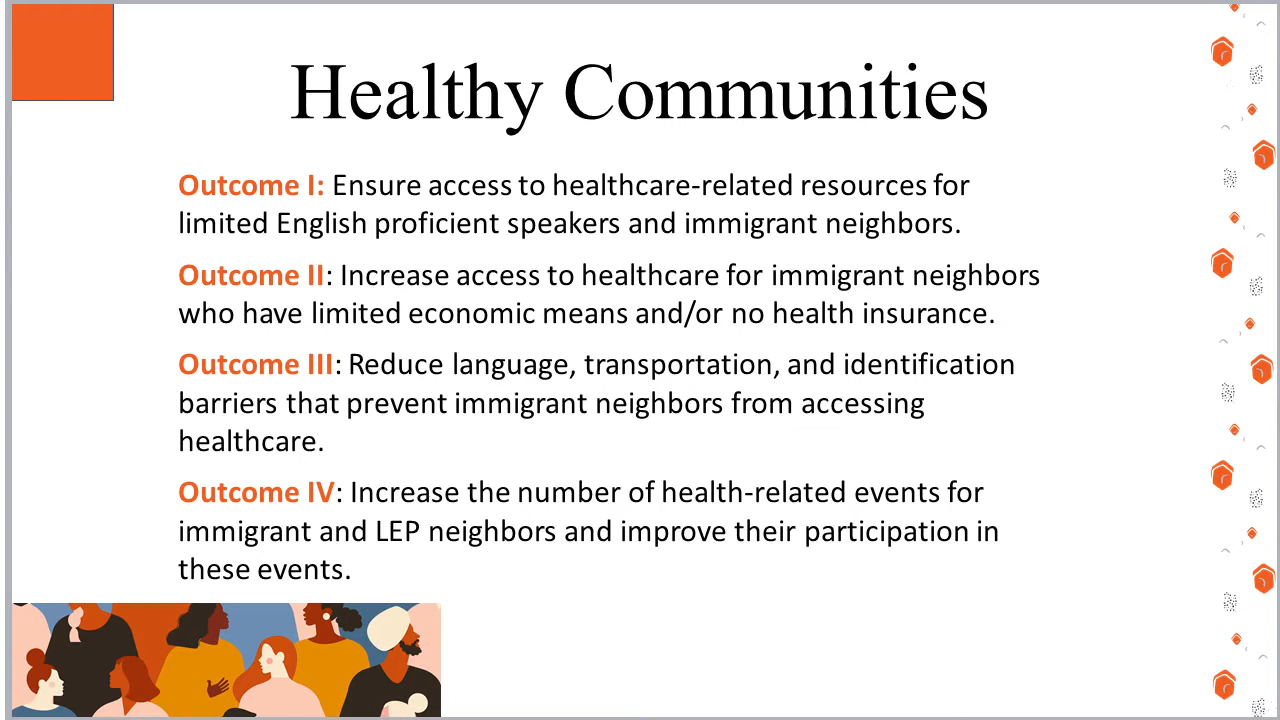 Healthy Communities
Outcome I: Ensure access to healthcare-related resources for
limited English proficient speakers and immigrant neighbors.
Outcome II: Increase access to healthcare for immigrant neighbors
who have limited economic means and/or no health insurance.
Outcome III: Reduce language, transportation, and identification
barriers that prevent immigrant neighbors from accessing
healthcare.
Outcome IV: Increase the number of health-related events for
immigrant and LEP neighbors and improve their participation in
these events.